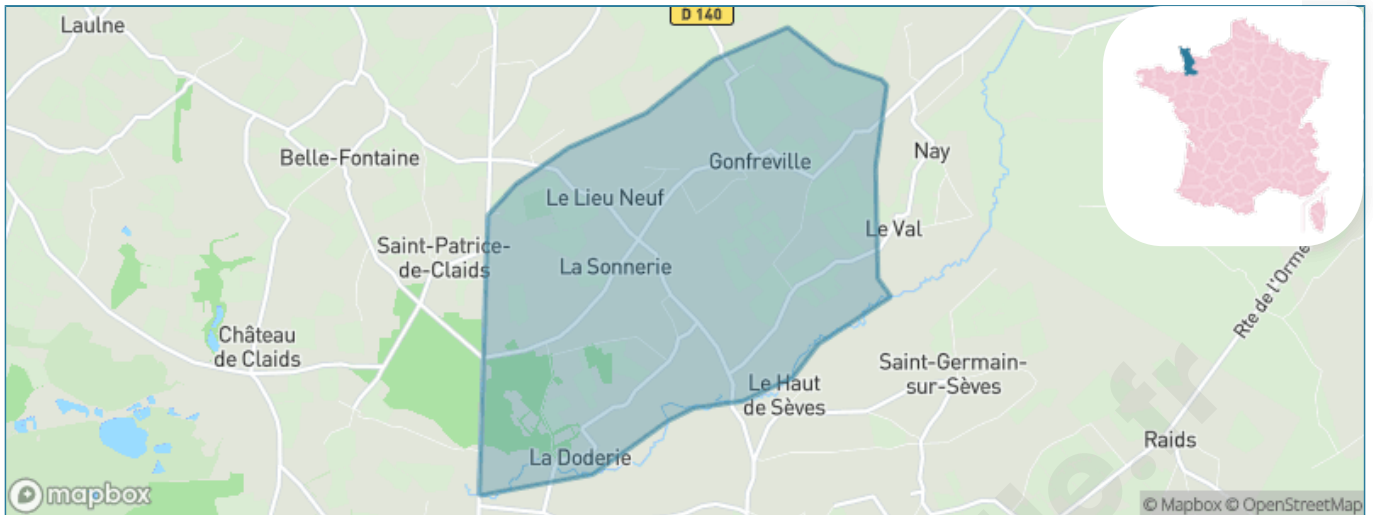 Laulne
D 140
Belle-Fontaine
Gonfreville
Nay
Le Lieu Neuf
Saint-Patrice-
de-Claids
Le Val
La Sonnerie
Rte de l'Orme
Château
de Claids
Le Haut
de Sèves
Saint-Germain-
sur-Sèves
Raids
La Doderie
mapbox
© Mapbox © OpenStreetMap